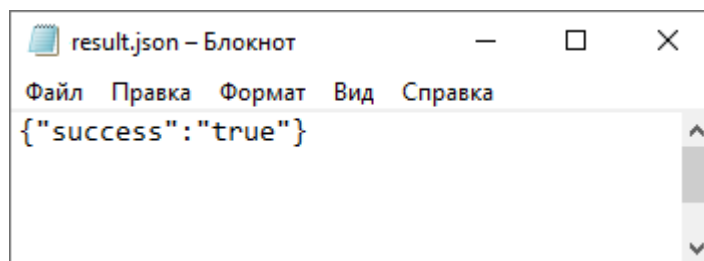 result.json – Блокнот
Файл Правка Формат Вид Справка
{"success":"true"}